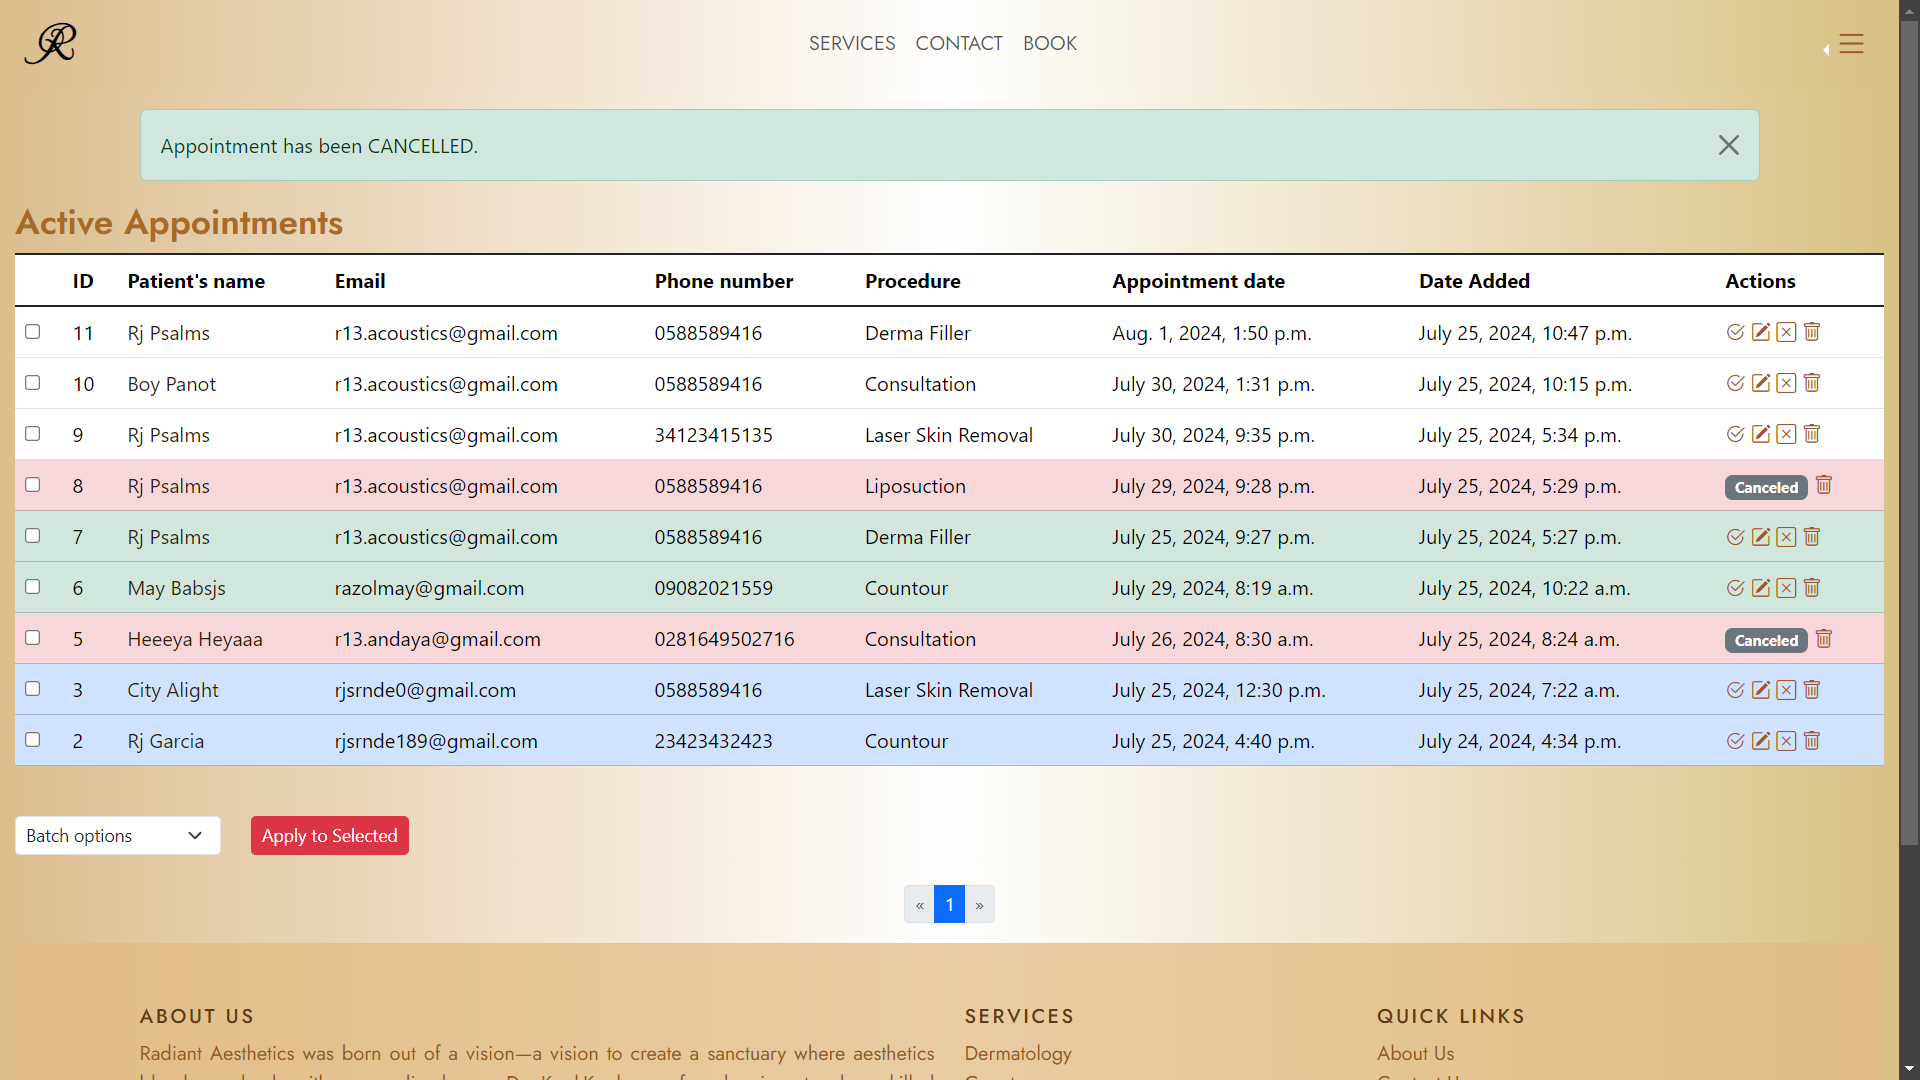 R
SERVICES CONTACT BOOK
Appointment has been CANCELLED.
Active Appointments
ID Patient's name Email Phone number Procedure Appointment date Date Added Actions
11 Rj Psalms r13.acoustics@gmail.com 0588589416 Derma Filler Aug. 1, 2024, 1:50 p.m. July 25, 2024, 10:47 p.m.
10 Boy Panot r13.acoustics@gmail.com 0588589416 Consultation July 30, 2024, 1:31 p.m. July 25, 2024, 10:15 p.m.
9 Rj Psalms r13.acoustics@gmail.com 34123415135 Laser Skin Removal July 30, 2024, 9:35 p.m. July 25, 2024, 5:34 p.m.
8 Rj Psalms r13.acoustics@gmail.com 0588589416 Liposuction July 29, 2024, 9:28 p.m. July 25, 2024, 5:29 p.m. Canceled
7 Rj Psalms r13.acoustics@gmail.com 0588589416 Derma Filler July 25, 2024, 9:27 p.m. July 25, 2024, 5:27 p.m.
6 May Babsjs razolmay@gmail.com 09082021559 Countour July 29, 2024, 8:19 a.m. July 25, 2024, 10:22 a.m.
5 Heeeya Heyaaa r13.andaya@gmail.com 0281649502716 Consultation July 26, 2024, 8:30 a.m. July 25, 2024, 8:24 a.m. Canceled
3 City Alight rjsrnde0@gmail.com 0588589416 Laser Skin Removal July 25, 2024, 12:30 p.m. July 25, 2024, 7:22 a.m.
2 Rj Garcia rjsrnde189@gmail.com 23423432423 Countour July 25, 2024, 4:40 p.m. July 24, 2024, 4:34 p.m.
Batch options Apply to Selected
« 1 »
ABOUT US SERVICES QUICK LINKS
Radiant Aesthetics was born out of a vision—a vision to create a sanctuary where aesthetics Dermatology About Us